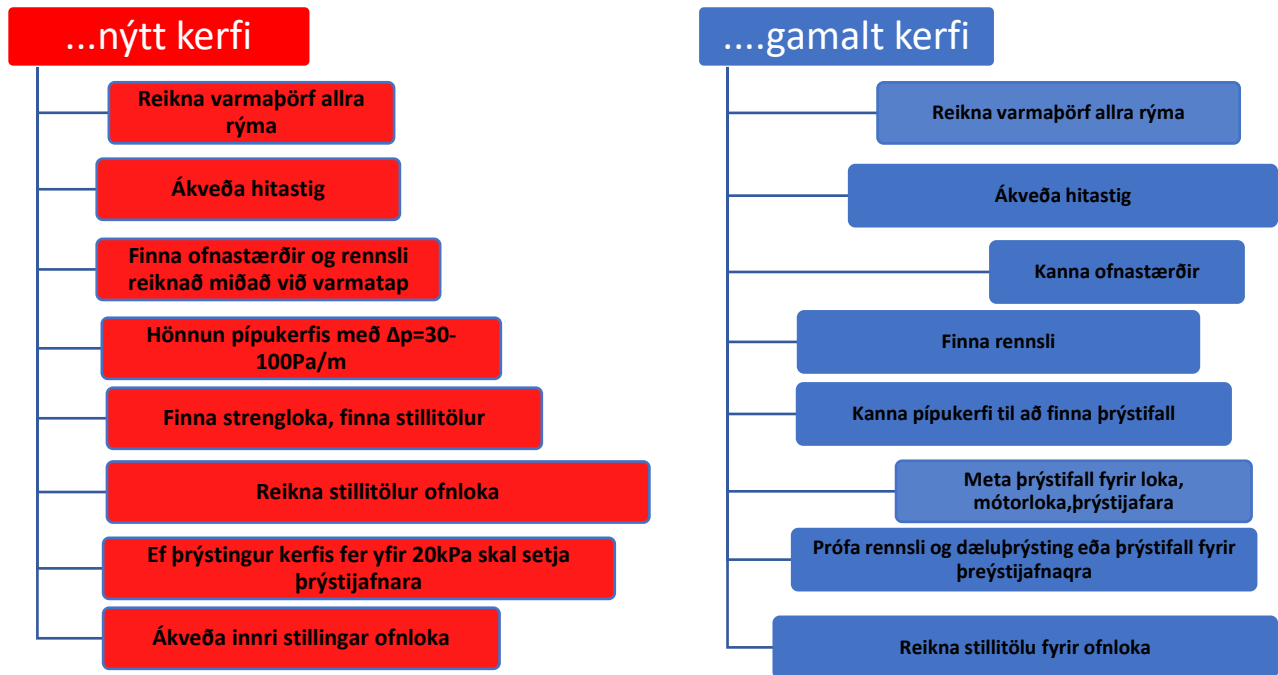 ...nýtt kerfi
Reikna varmaþörf allra
rýma
Ákveða hitastig
Finna ofnastærðir og rennsli
reiknað miðað við varmatap
Hönnun pípukerfis með Δp=30-
100Pa/m
Finna strengloka, finna stillitölur
Reikna stillitölur ofnloka
Ef þrýstingur kerfis fer yfir 20kPa skal setja
þrýstijafnara
Ákveða innri stillingar ofnloka
....gamalt kerfi
Reikna varmaþörf allra rýma
Ákveða hitastig
Kanna ofnastærðir
Finna rennsli
Kanna pípukerfi til að finna þrýstifall
Meta þrýstifall fyrir loka,
mótorloka,þrýstijafara
Prófa rennsli og dæluþrýsting eða þrýstifall fyrir
þreýstijafnaqra
Reikna stillitölu fyrir ofnloka